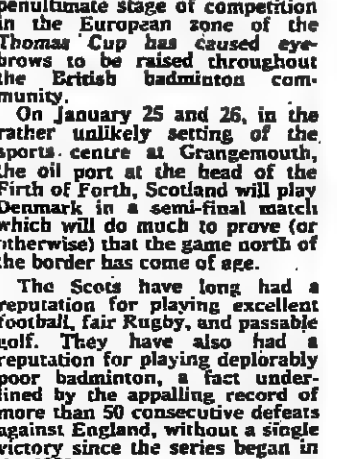 penultimate stage of competition
in the European zone of the
Thomas Cup has caused eye-
brows to be raised throughout
the British badminton com-
munity.
On January 25 and 26, in the
rather unlikely setting of the
sports centre at Grangemouth,
the oil port at the head of the
Firth of Forth, Scotland will play
Denmark in a semi-final match
which will do much to prove (or
otherwise) that the game north of
the border has come of age.
The Scots have long had a
reputation for playing excellent
football, fair Rugby, and passable
golf. They have also had a
reputation for playing deplorably
poor badminton, a fact under-
lined by the appalling record of
more than 50 consecutive defeats
against England, without a single
victory since the series began in